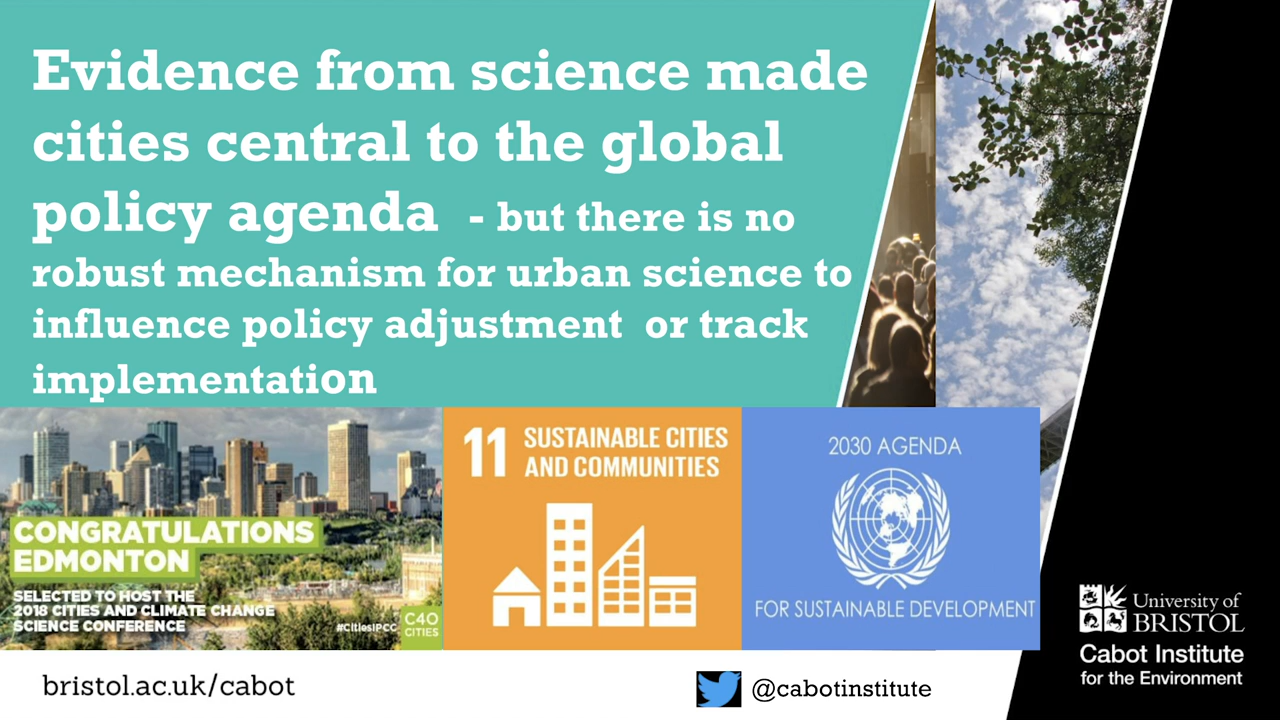 Evidence from science made
cities central to the global
policy agenda - but there is no
robust mechanism for urban science to
influence policy adjustment or track
implementation
CONGRATULATIONS
EDMONTON
SELECTED TO HOST THE
2018 CITIES AND CLIMATE CHANGE
SCIENCE CONFERENCE
#CitiesIPCC
C40
CITIES
11 SUSTAINABLE CITIES
AND COMMUNITIES
2030 AGENDA
FOR SUSTAINABLE DEVELOPMENT
University of
BRISTOL
Cabot Institute
for the Environment
bristol.ac.uk/cabot
@cabotinstitute